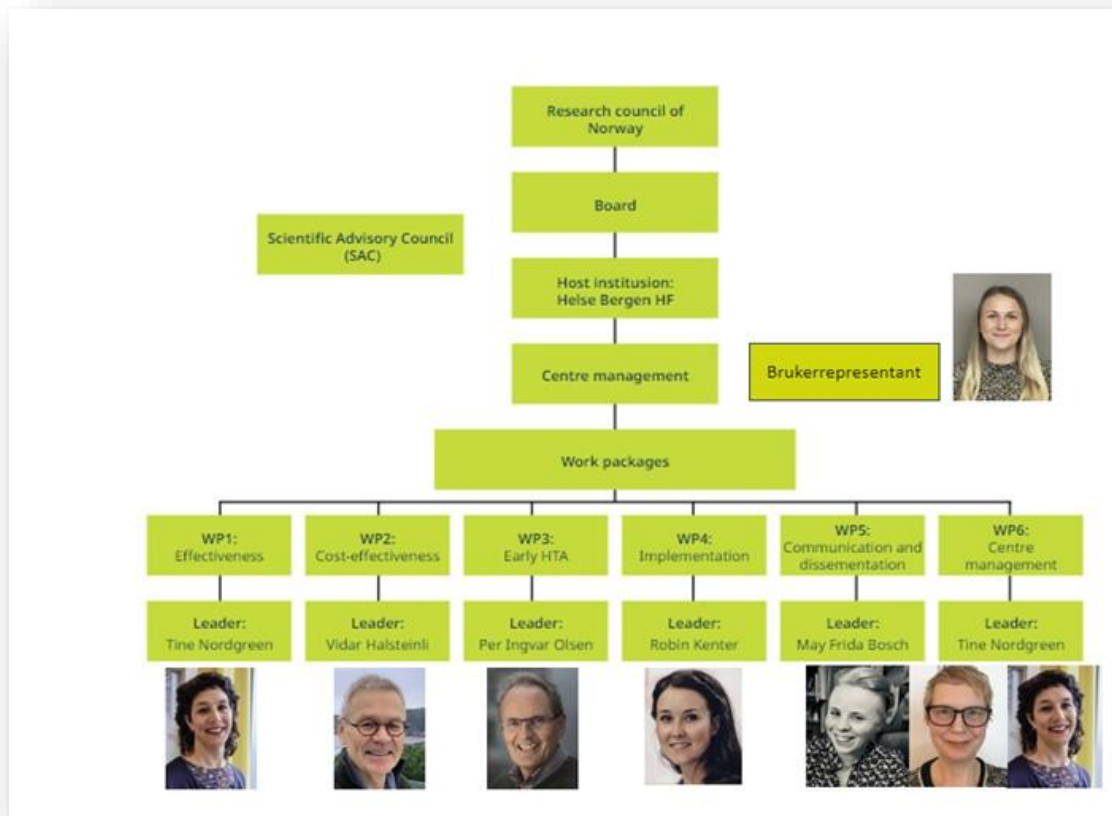 Research council of
Norway
Board
Scientific Advisory Council
(SAC)
Host institusion:
Helse Bergen HF
Centre management
Brukerrepresentant
Work packages
WP1:
Effectiveness
WP2:
Cost-effectiveness
WP3:
Early HTA
WP4:
Implementation
WP5:
Communication and
dissementation
WP6:
Centre
management
Leader:
Tine Nordgreen
Leader:
Vidar Halsteinli
Leader:
Per Ingvar Olsen
Leader:
Robin Kenter
Leader:
May Frida Bosch
Leader:
Tine Nordgreen